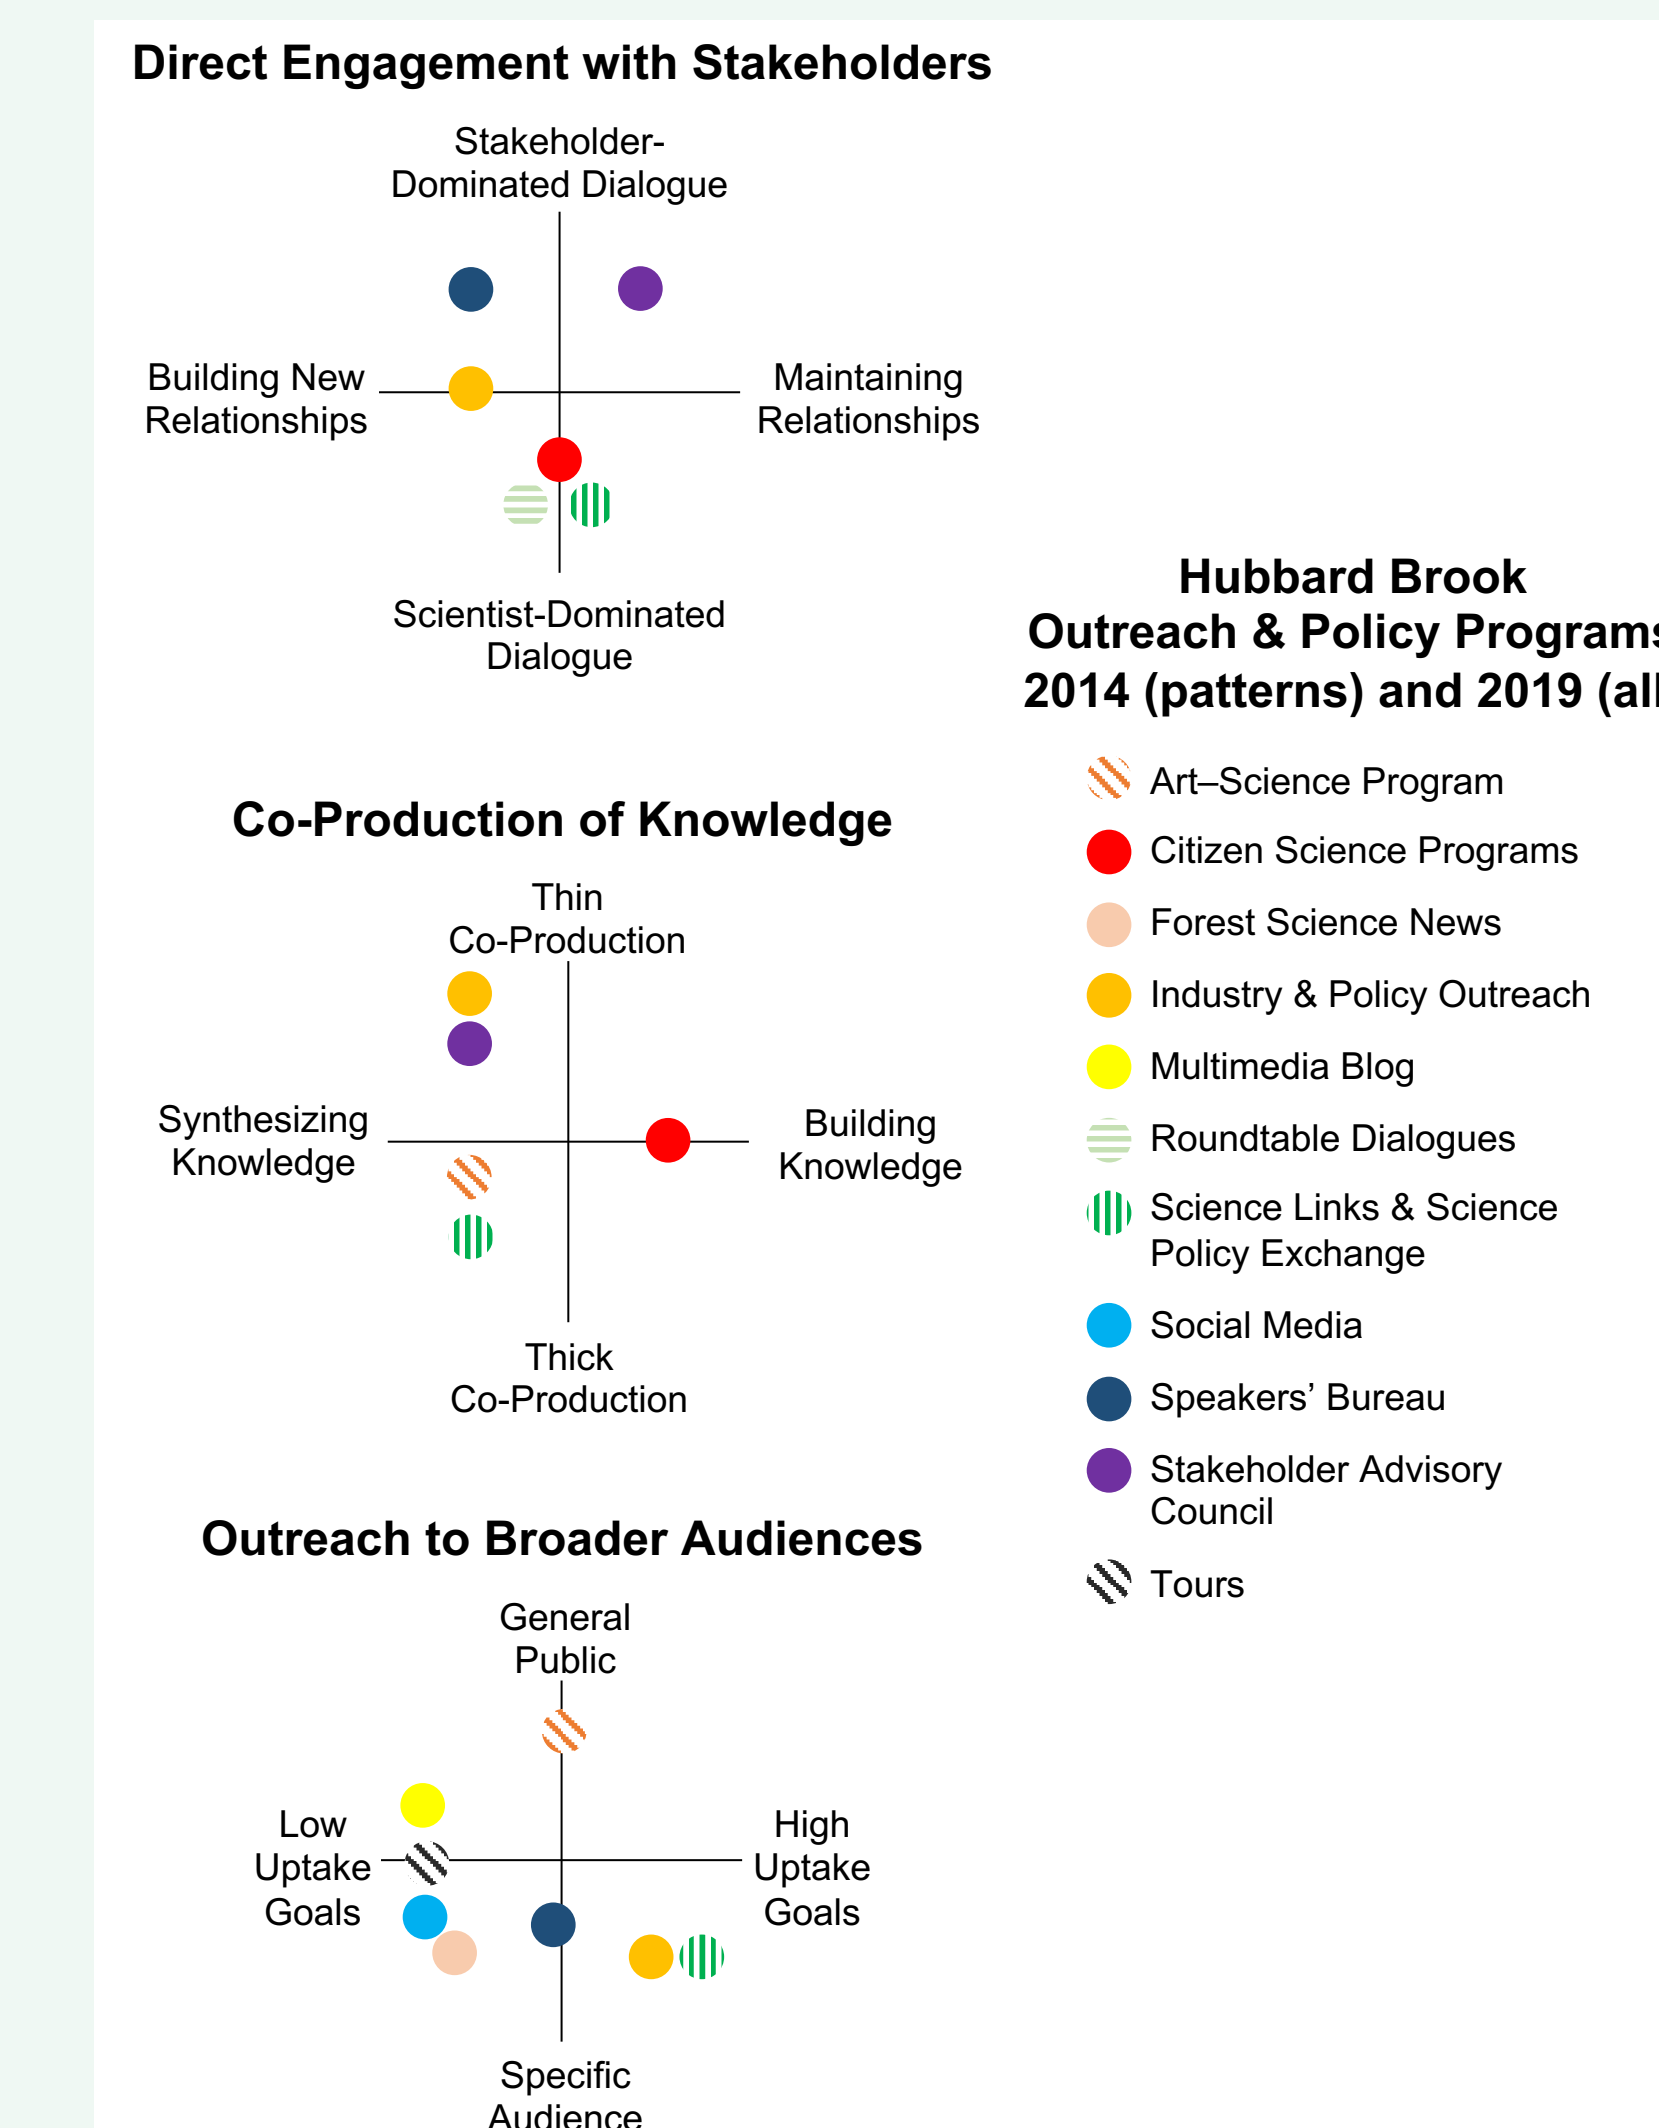 Direct Engagement with Stakeholders
Stakeholder-
Dominated Dialogue
Building New
Relationships
Maintaining
Relationships
Scientist-Dominated
Dialogue
Hubbard Brook
Outreach & Policy Programs
2014 (patterns) and 2019 (all
Art–Science Program
Citizen Science Programs
Forest Science News
Industry & Policy Outreach
Multimedia Blog
Roundtable Dialogues
Science Links & Science
Policy Exchange
Social Media
Speakers’ Bureau
Stakeholder Advisory
Council
Tours
Co-Production of Knowledge
Thin
Co-Production
Synthesizing
Knowledge
Building
Knowledge
Thick
Co-Production
Outreach to Broader Audiences
General
Public
Low
Uptake
Goals
High
Uptake
Goals
Specific
Audience